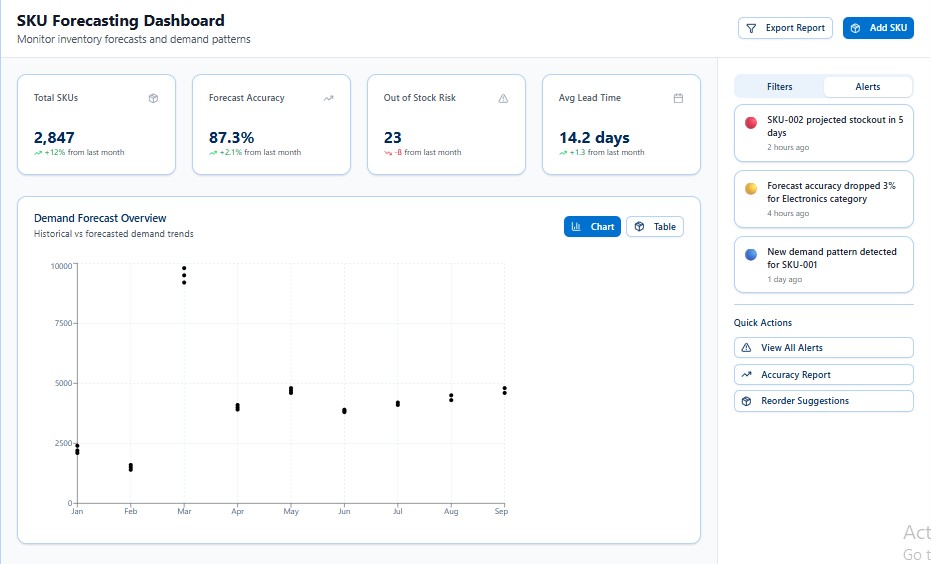 SKU Forecasting Dashboard
Monitor inventory forecasts and demand patterns
Export Report
Add SKU
Total SKUs
2,847
+12% from last month
Forecast Accuracy
87.3%
+2.1% from last month
Out of Stock Risk
23
-8 from last month
Avg Lead Time
14.2 days
+1.3 from last month
Demand Forecast Overview
Historical vs forecasted demand trends
Chart
Table
10000
7500
5000
2500
0
Jan Feb Mar Apr May Jun Jul Aug Sep
Filters
Alerts
SKU-002 projected stockout in 5
days
2 hours ago
Forecast accuracy dropped 3%
for Electronics category
4 hours ago
New demand pattern detected
for SKU-001
1 day ago
Quick Actions
View All Alerts
Accuracy Report
Reorder Suggestions
Act
Go t